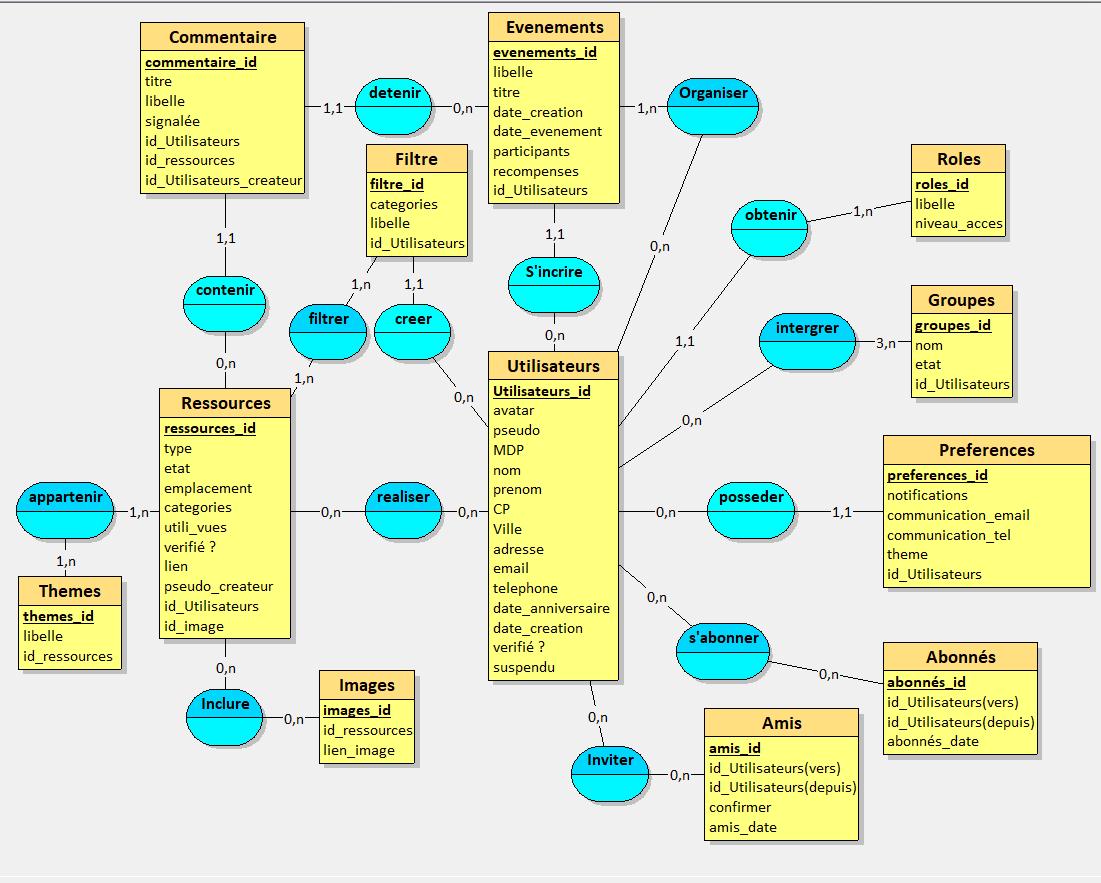 Commentaire
commentaire_id
titre
libelle
signalée
id_Utilisateurs
id_ressources
id_Utilisateurs_createur
1,1
detenir
0,n
Evenements
evenements_id
libelle
titre
date_creation
date_evenement
participants
recompenses
id_Utilisateurs
1,n
Organiser
0,n
Filtre
filtre_id
categories
libelle
id_Utilisateurs
Roles
roles_id
libelle
niveau_acces
obtenir
1,n
1,1
1,1
contenir
0,n
1,n
filtrer
1,n
1,1
creer
0,n
1,1
S'incrire
0,n
Groupes
groupes_id
nom
etat
id_Utilisateurs
intergrer
3,n
0,n
Utilisateurs
Utilisateurs_id
avatar
pseudo
MDP
nom
prenom
CP
Ville
adresse
email
telephone
date_anniversaire
date_creation
verifié ?
suspendu
Ressources
ressources_id
type
etat
emplacement
categories
utili_vues
verifié ?
lien
pseudo_createur
id_Utilisateurs
id_image
appartenir
1,n
1,n
0,n
realiser
0,n
0,n
posseder
1,1
Preferences
preferences_id
notifications
communication_email
communication_tel
theme
id_Utilisateurs
Themes
themes_id
libelle
id_ressources
0,n
s'abonner
0,n
Abonnés
abonnés_id
id_Utilisateurs(vers)
id_Utilisateurs(depuis)
abonnés_date
0,n
Inclure
0,n
Images
images_id
id_ressources
lien_image
0,n
Inviter
0,n
Amis
amis_id
id_Utilisateurs(vers)
id_Utilisateurs(depuis)
confirmer
amis_date